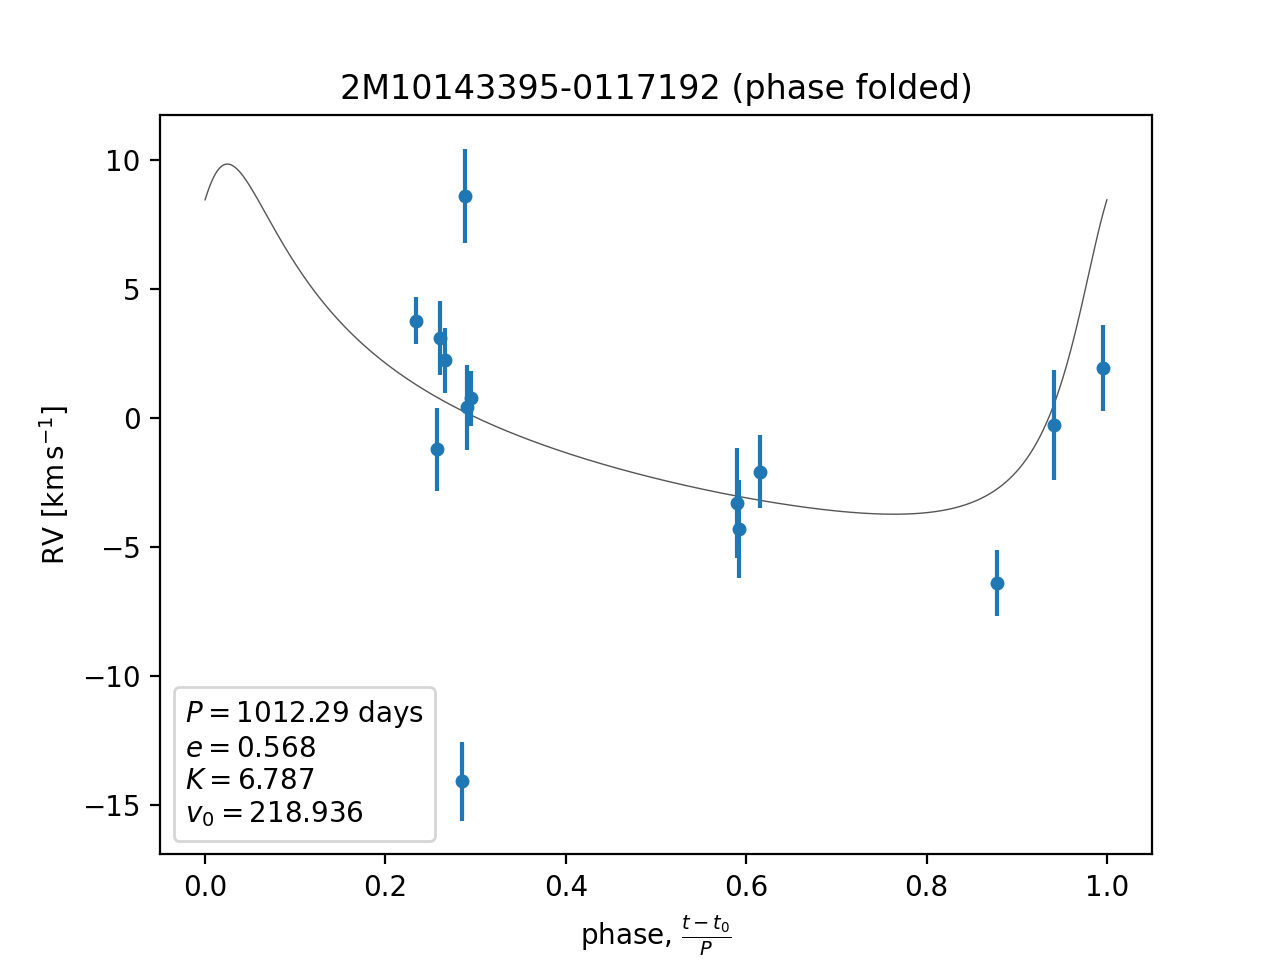 2M10143395-0117192 (phase folded)
RV [km s⁻¹]
10
5
0
−5
−10
−15
P = 1012.29 days
e = 0.568
K = 6.787
v₀ = 218.936
0.0 0.2 0.4 0.6 0.8 1.0
phase, (t − t₀)/P